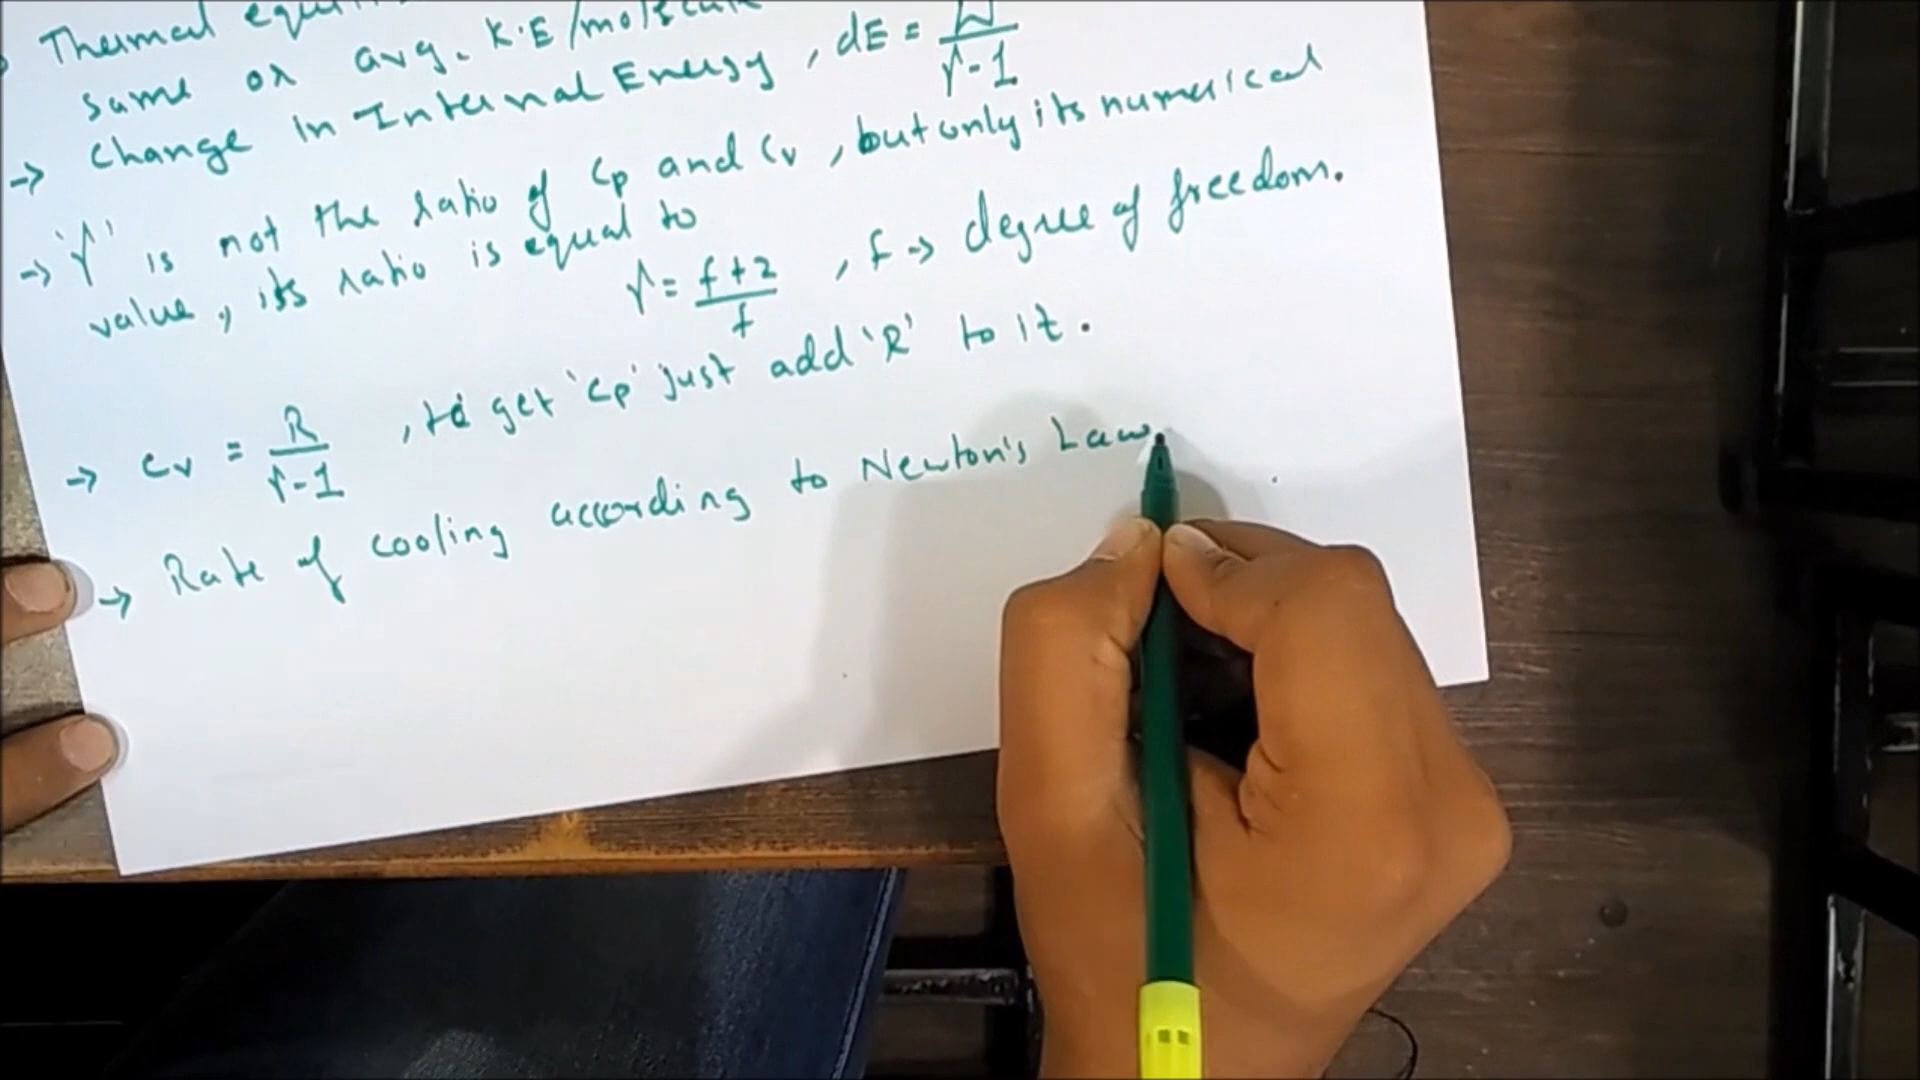 Thermal equi
same or avg. K.E/molecule
→ Change in Internal Energy, dE = W/γ-1
→ 'γ' is not the ratio of Cp and Cv, but only its numerical
value, its ratio is equal to
γ = f+2/f, f → degree of freedom.
→ Cv = R/γ-1, to get 'Cp' just add 'R' to it.
→ Rate of cooling according to Newton's Law